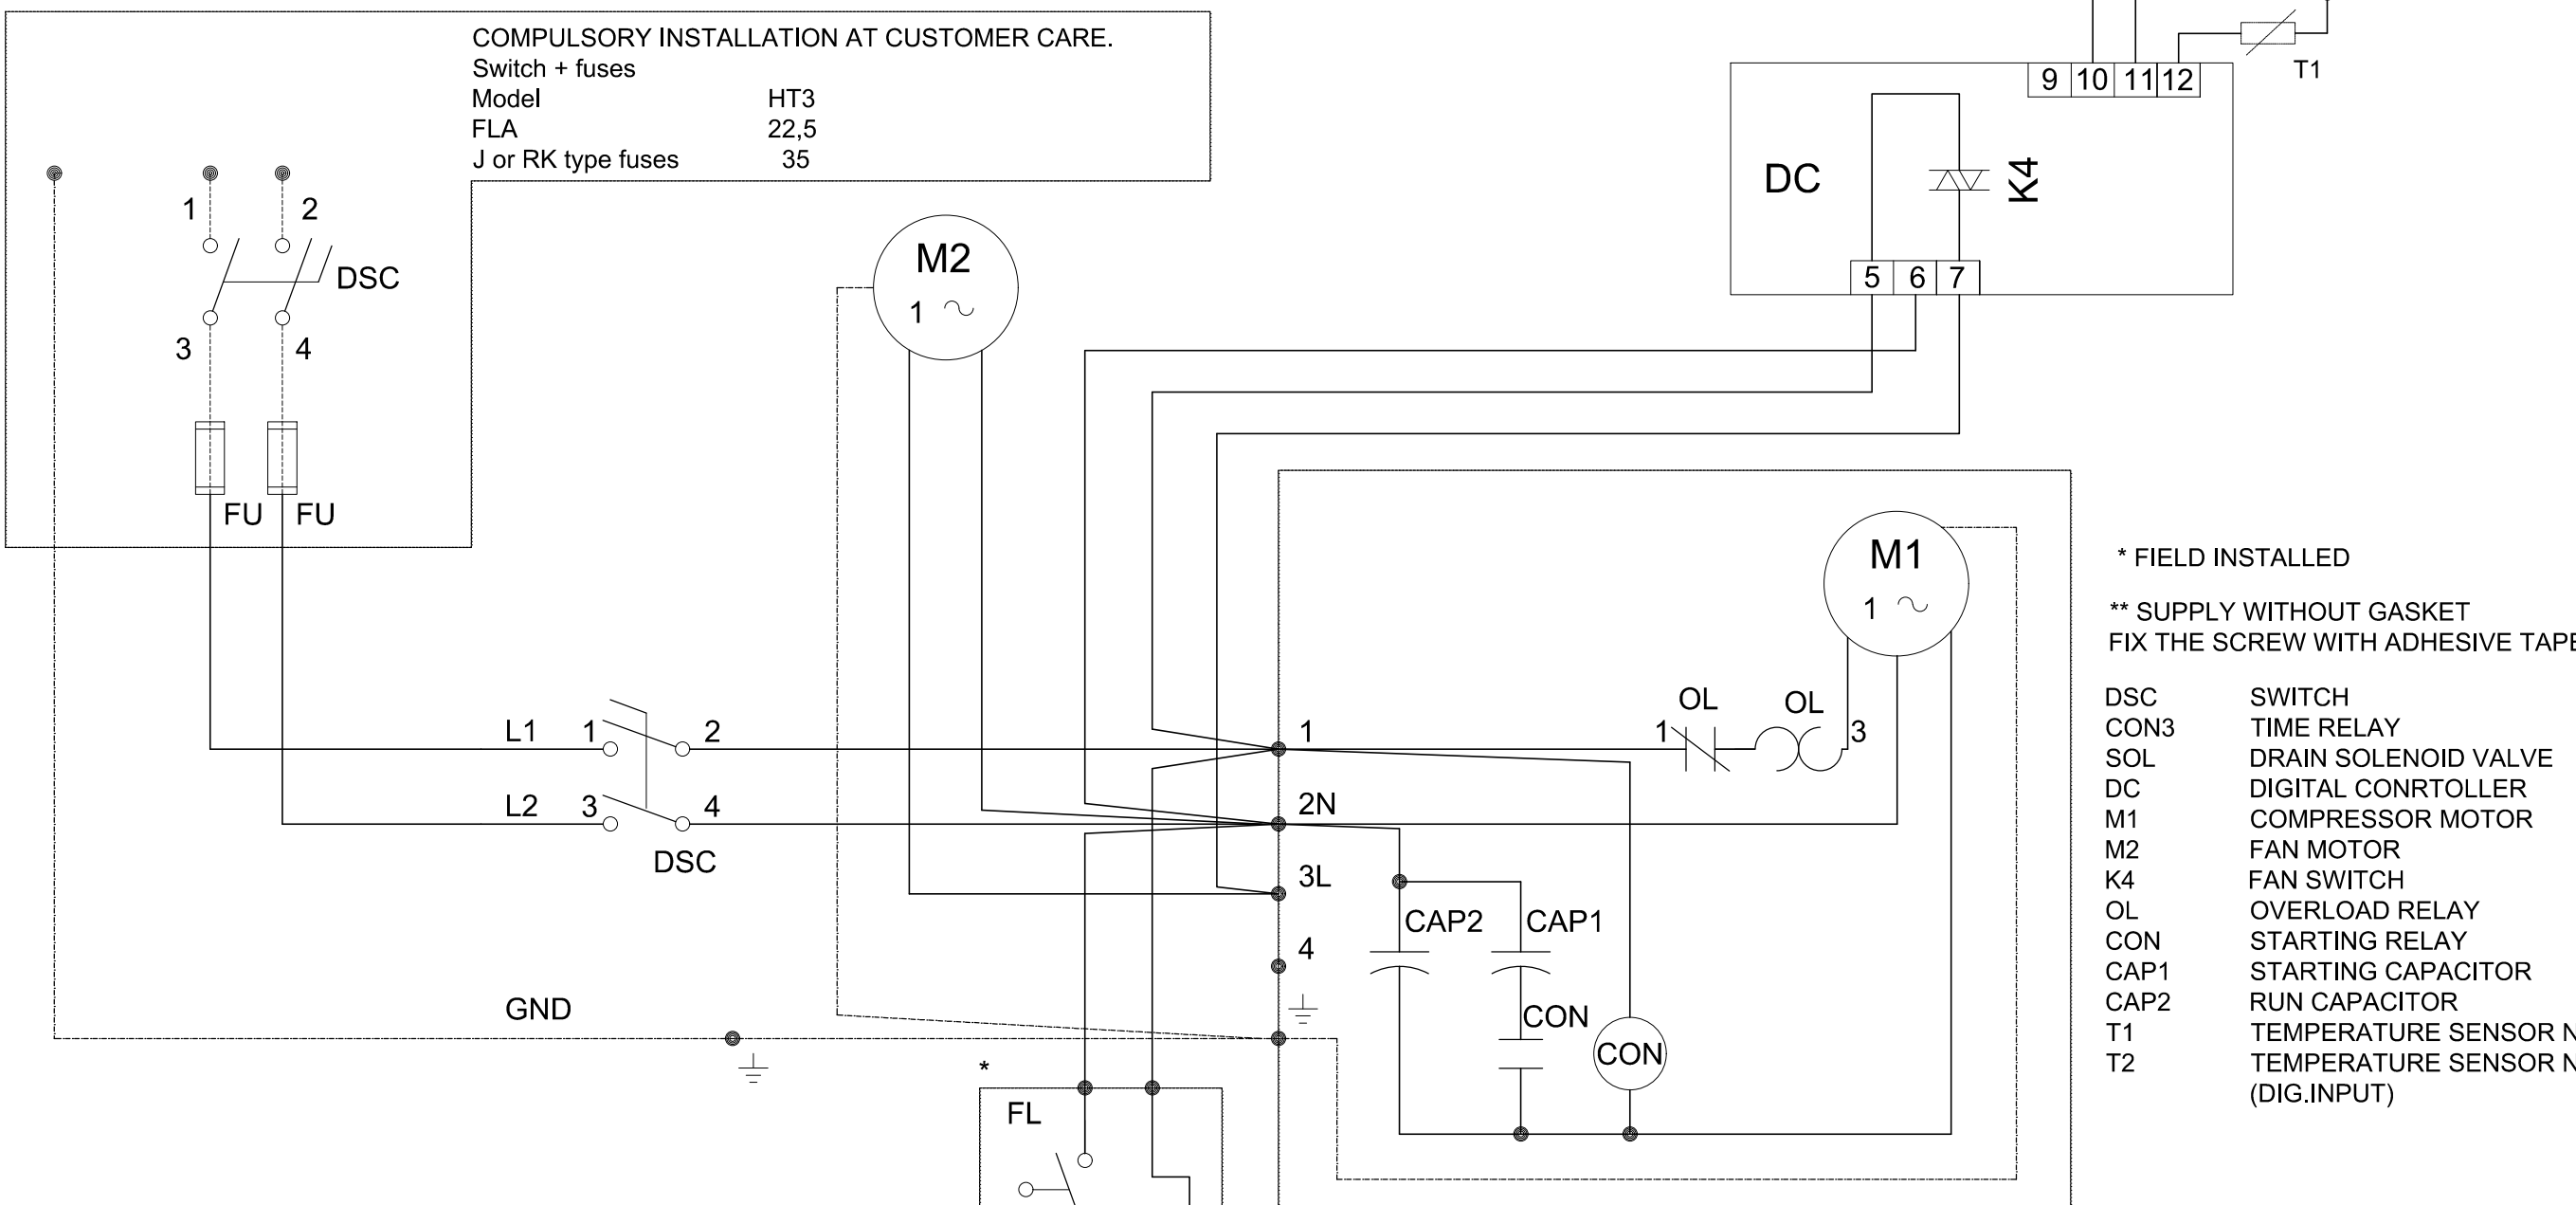 COMPULSORY INSTALLATION AT CUSTOMER CARE.
Switch + fuses
Model HT3
FLA 22,5
J or RK type fuses 35
1 2
DSC
3 4
FU FU
M2
1
T1
9 10 11 12
DC
K4
5 6 7
M1
1
OL OL
1 3
L1 1 2
L2 3 4
DSC
1
2N
3L
4
CAP2 CAP1
CON
CON
GND
*
FL
* FIELD INSTALLED
** SUPPLY WITHOUT GASKET
FIX THE SCREW WITH ADHESIVE TAPE
DSC SWITCH
CON3 TIME RELAY
SOL DRAIN SOLENOID VALVE
DC DIGITAL CONRTOLLER
M1 COMPRESSOR MOTOR
M2 FAN MOTOR
K4 FAN SWITCH
OL OVERLOAD RELAY
CON STARTING RELAY
CAP1 STARTING CAPACITOR
CAP2 RUN CAPACITOR
T1 TEMPERATURE SENSOR N
T2 TEMPERATURE SENSOR N
(DIG.INPUT)